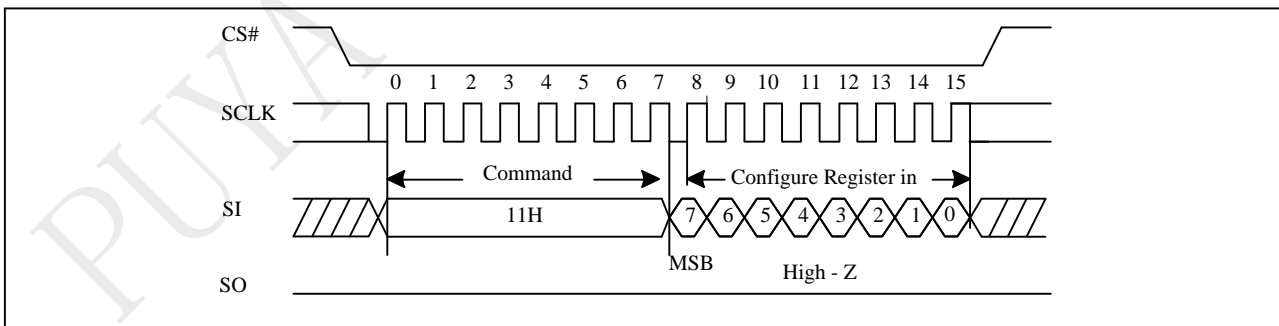 CS#
0 1 2 3 4 5 6 7 8 9 10 11 12 13 14 15
SCLK
Command Configure Register in
SI 11H 7 6 5 4 3 2 1 0
MSB High - Z
SO
PUYA